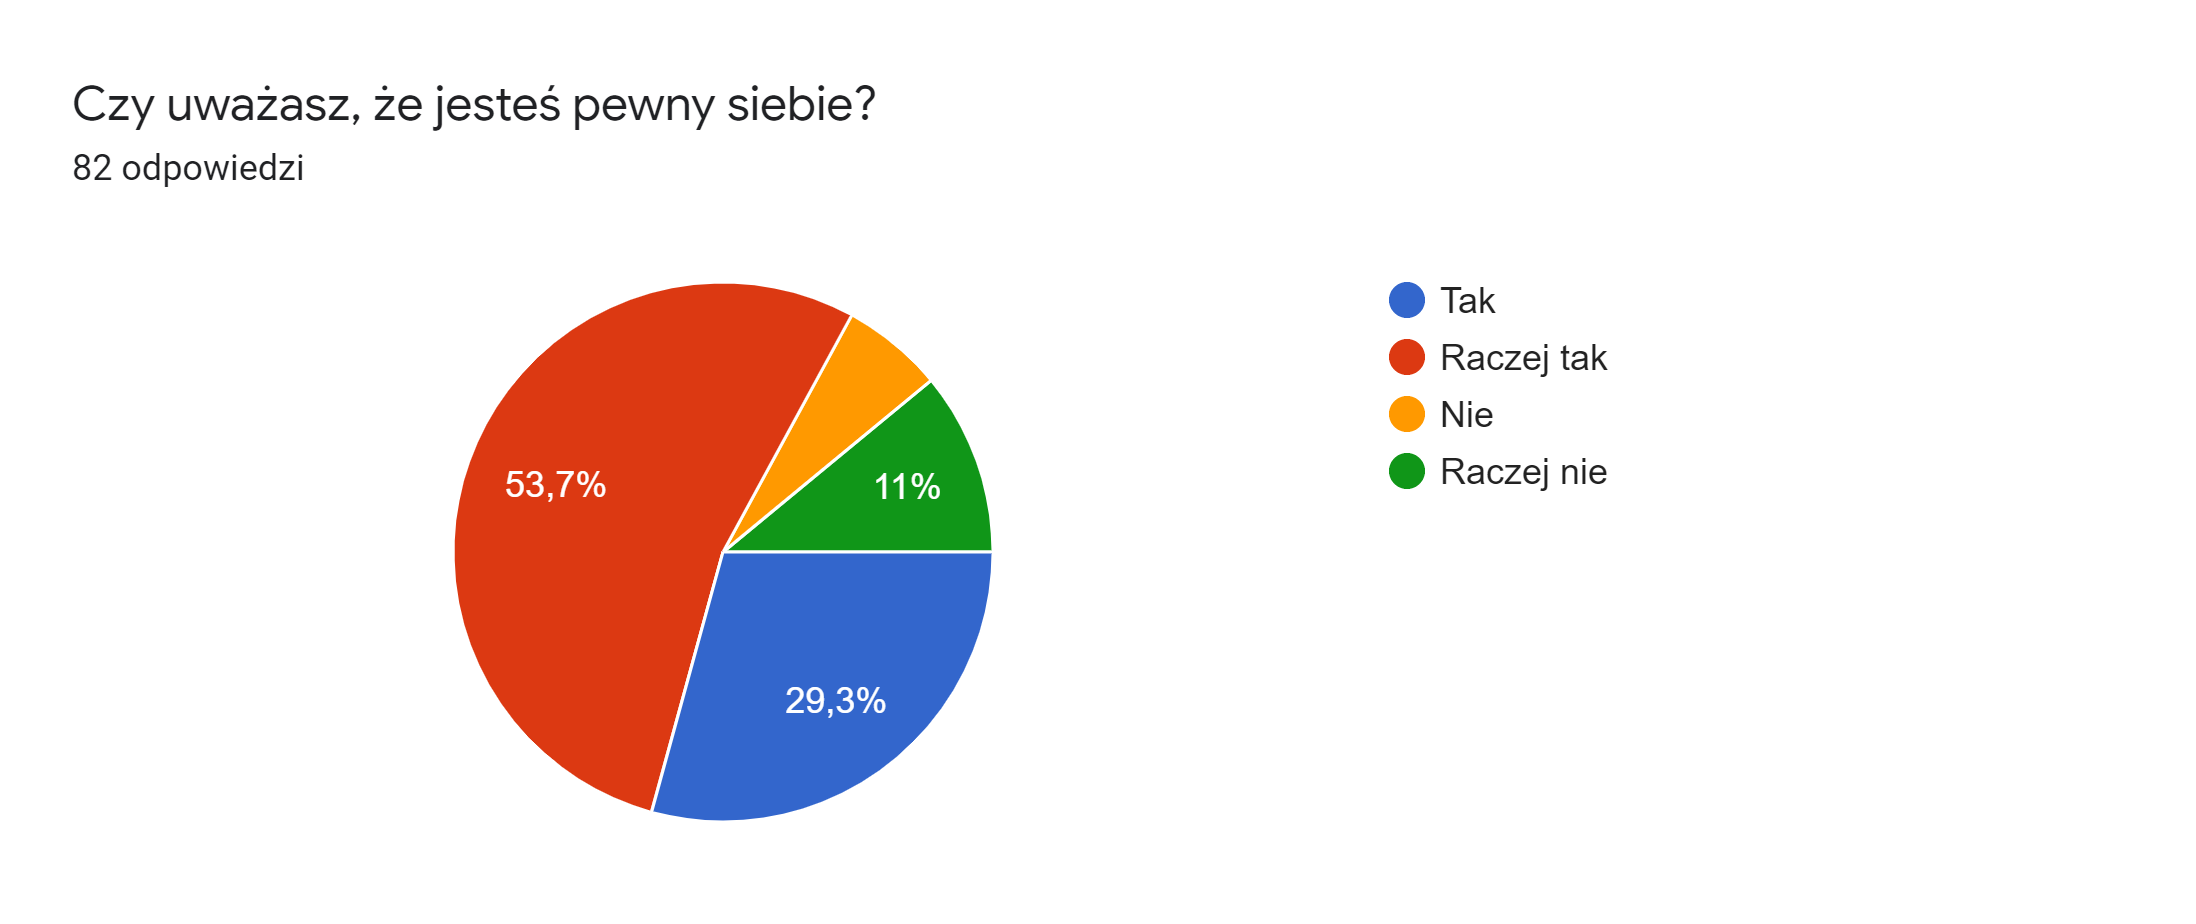 Czy uważasz, że jesteś pewny siebie?
82 odpowiedzi
Tak
Raczej tak
Nie
Raczej nie
53,7%
11%
29,3%